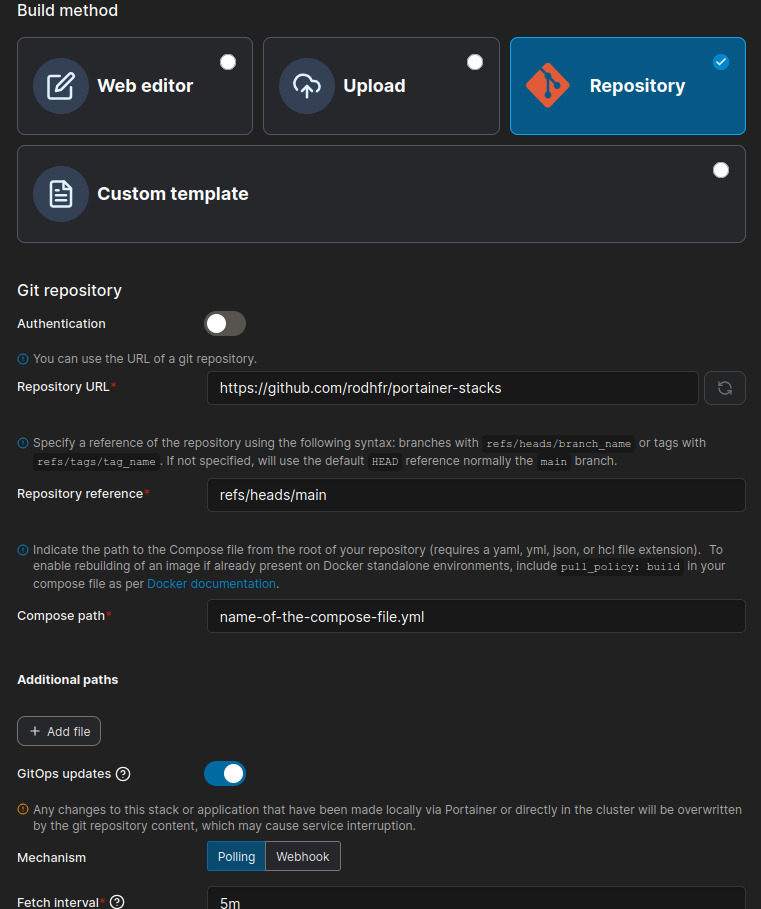 Build method
Web editor
Upload
Repository
Custom template
Git repository
Authentication
You can use the URL of a git repository.
Repository URL*
https://github.com/rodhfr/portainer-stacks
Specify a reference of the repository using the following syntax: branches with refs/heads/branch_name or tags with
refs/tags/tag_name. If not specified, will use the default HEAD reference normally the main branch.
Repository reference*
refs/heads/main
Indicate the path to the Compose file from the root of your repository (requires a yaml, yml, json, or hcl file extension). To
enable rebuilding of an image if already present on Docker standalone environments, include pull_policy: build in your
compose file as per Docker documentation.
Compose path*
name-of-the-compose-file.yml
Additional paths
+ Add file
GitOps updates ?
Any changes to this stack or application that have been made locally via Portainer or directly in the cluster will be overwritten
by the git repository content, which may cause service interruption.
Mechanism
Polling
Webhook
Fetch interval* ?
5m